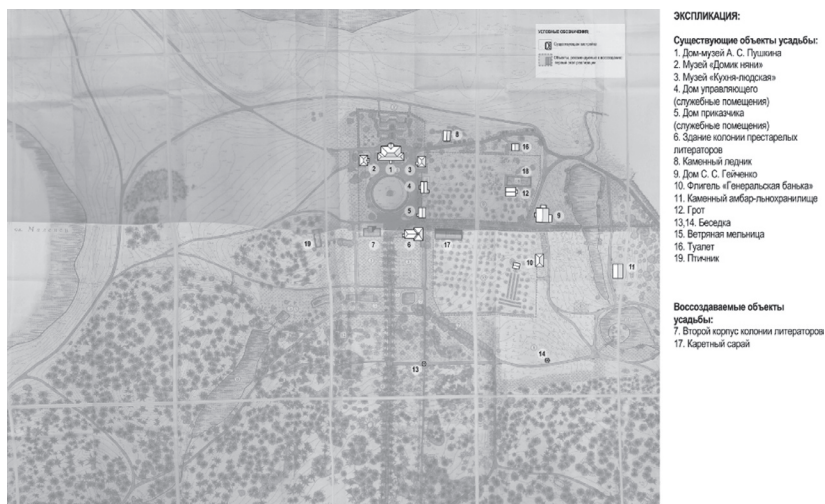 УСЛОВНЫЕ ОБОЗНАЧЕНИЯ:
8
16
1
2
3
18
4
12
5
9
7
6
17
19
10
11
14
13
ЭКСПЛИКАЦИЯ:
Существующие объекты усадьбы:
1. Дом-музей А. С. Пушкина
2. Музей «Домик няни»
3. Музей «Кухня-людская»
4. Дом управляющего
(служебные помещения)
5. Дом приказчика
(служебные помещения)
6. Здание колонии престарелых
литераторов
8. Каменный ледник
9. Дом С. С. Гейченко
10. Флигель «Генеральская банька»
11. Каменный амбар-льнохранилище
12. Грот
13,14. Беседка
15. Ветряная мельница
16. Туалет
19. Птичник
Воссоздаваемые объекты
усадьбы:
7. Второй корпус колонии литераторов
17. Каретный сарай